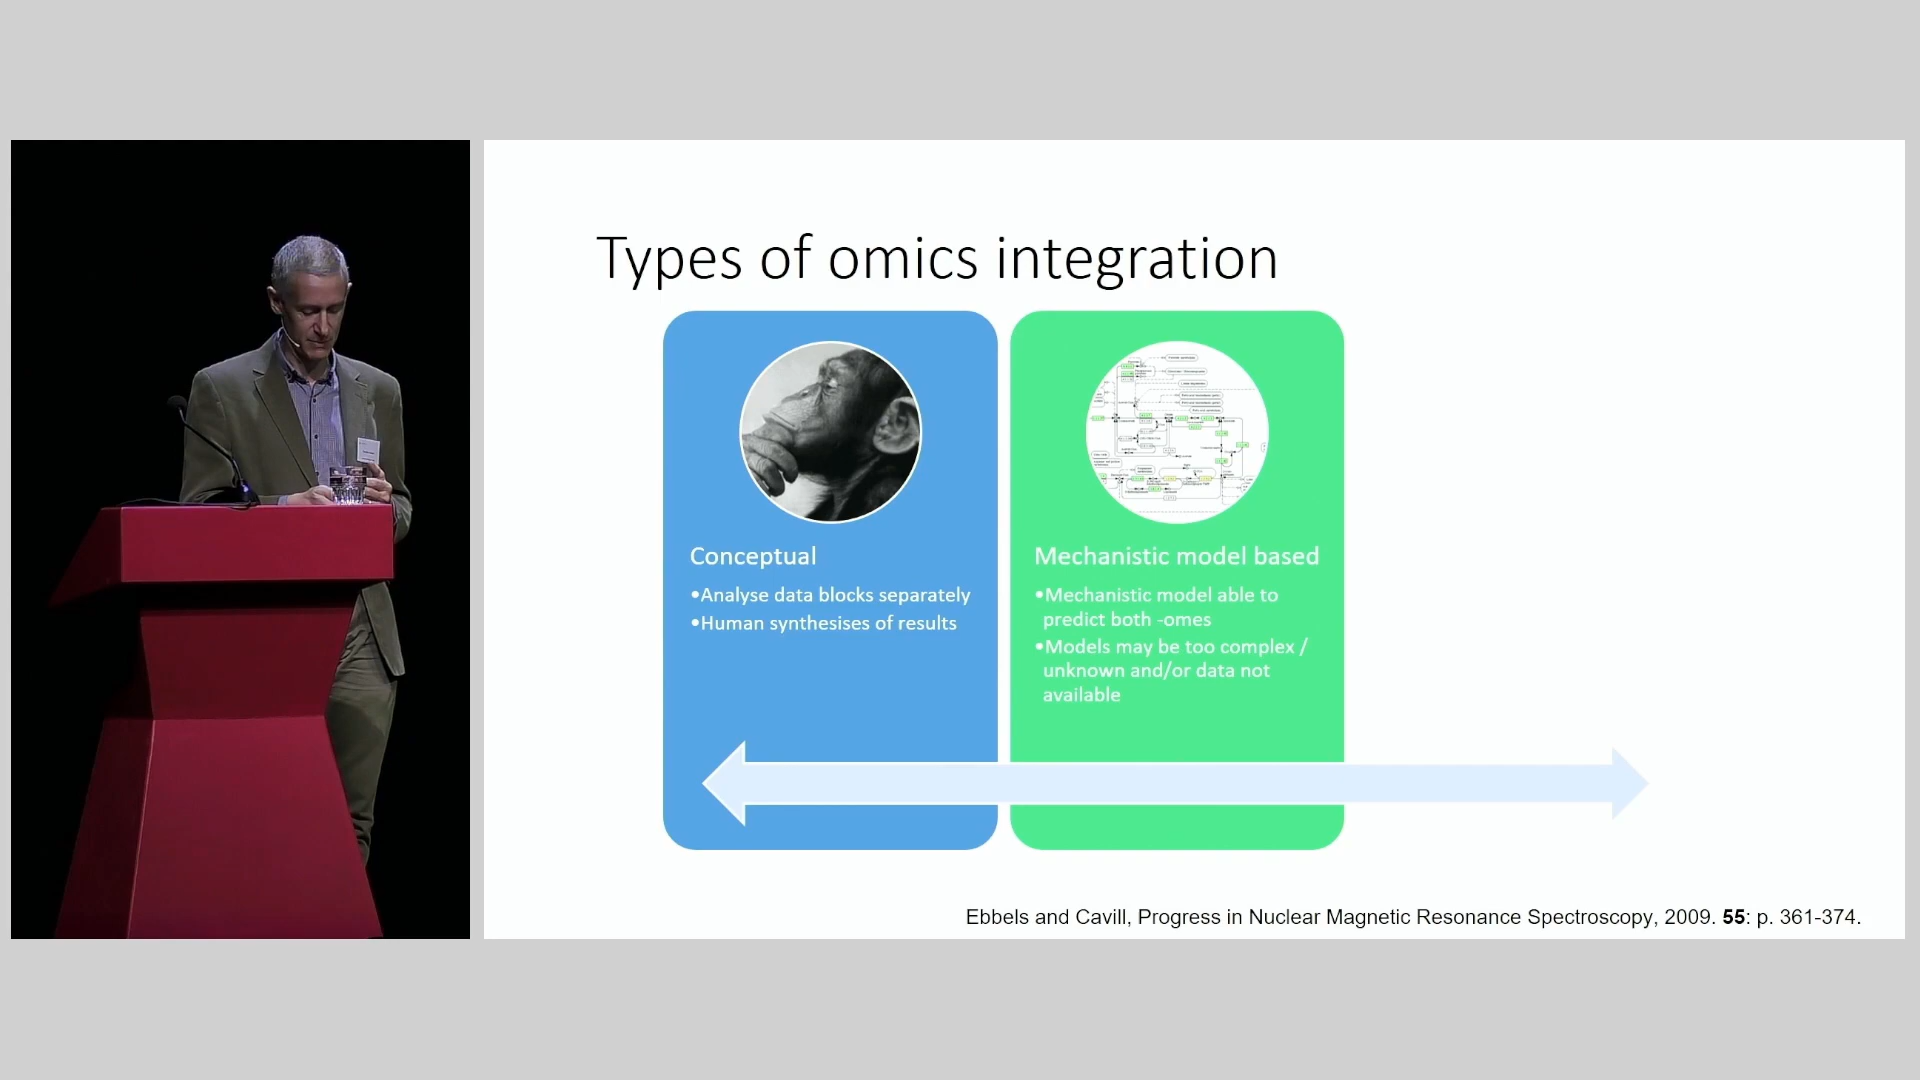 Types of omics integration
Conceptual
•Analyse data blocks separately
•Human synthesises of results
Mechanistic model based
•Mechanistic model able to
predict both -omes
•Models may be too complex /
unknown and/or data not
available
Ebbels and Cavill, Progress in Nuclear Magnetic Resonance Spectroscopy, 2009. 55: p. 361-374.